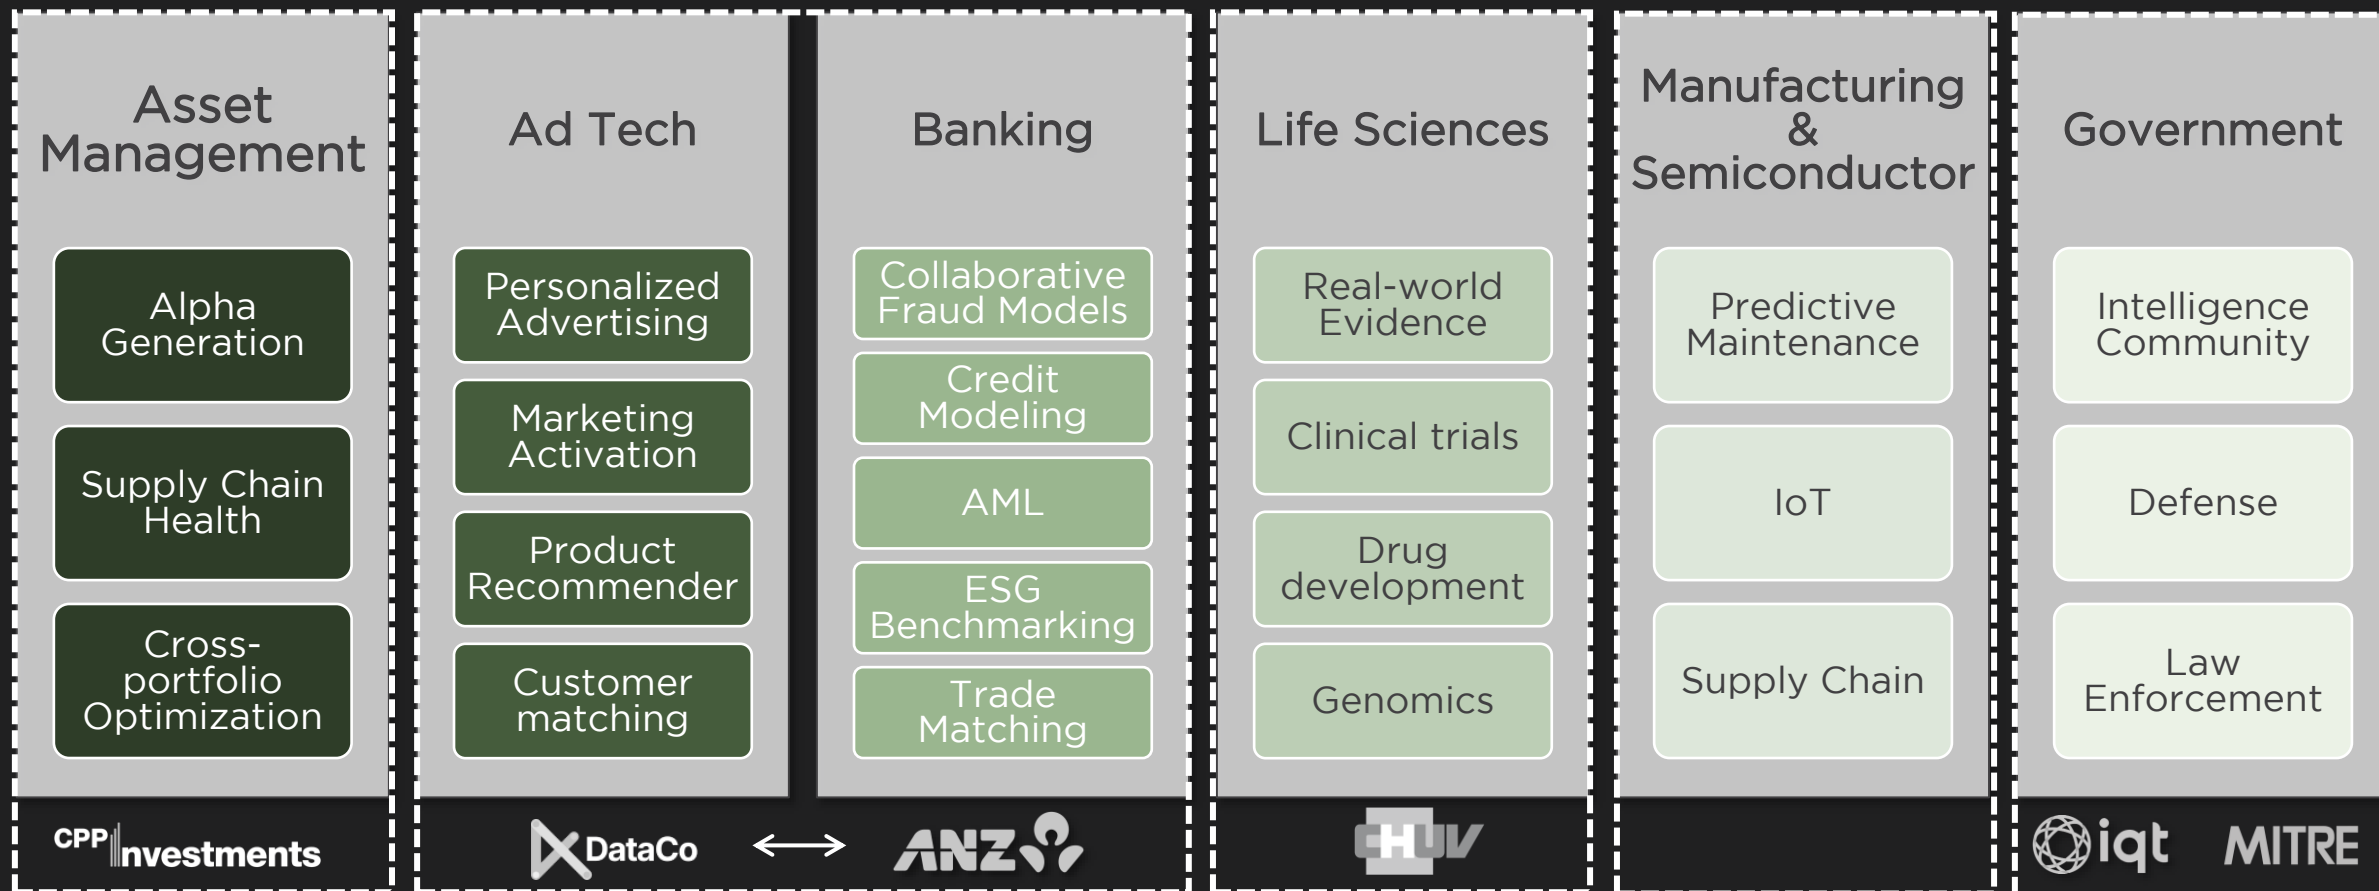 Asset
Management
Alpha
Generation
Supply Chain
Health
Cross-
portfolio
Optimization
CPP Investments
Ad Tech
Personalized
Advertising
Marketing
Activation
Product
Recommender
Customer
matching
DataCo
Banking
Collaborative
Fraud Models
Credit
Modeling
AML
ESG
Benchmarking
Trade
Matching
ANZ
Life Sciences
Real-world
Evidence
Clinical trials
Drug
development
Genomics
CHUV
Manufacturing
&
Semiconductor
Predictive
Maintenance
IoT
Supply Chain
Government
Intelligence
Community
Defense
Law
Enforcement
iqt
MITRE